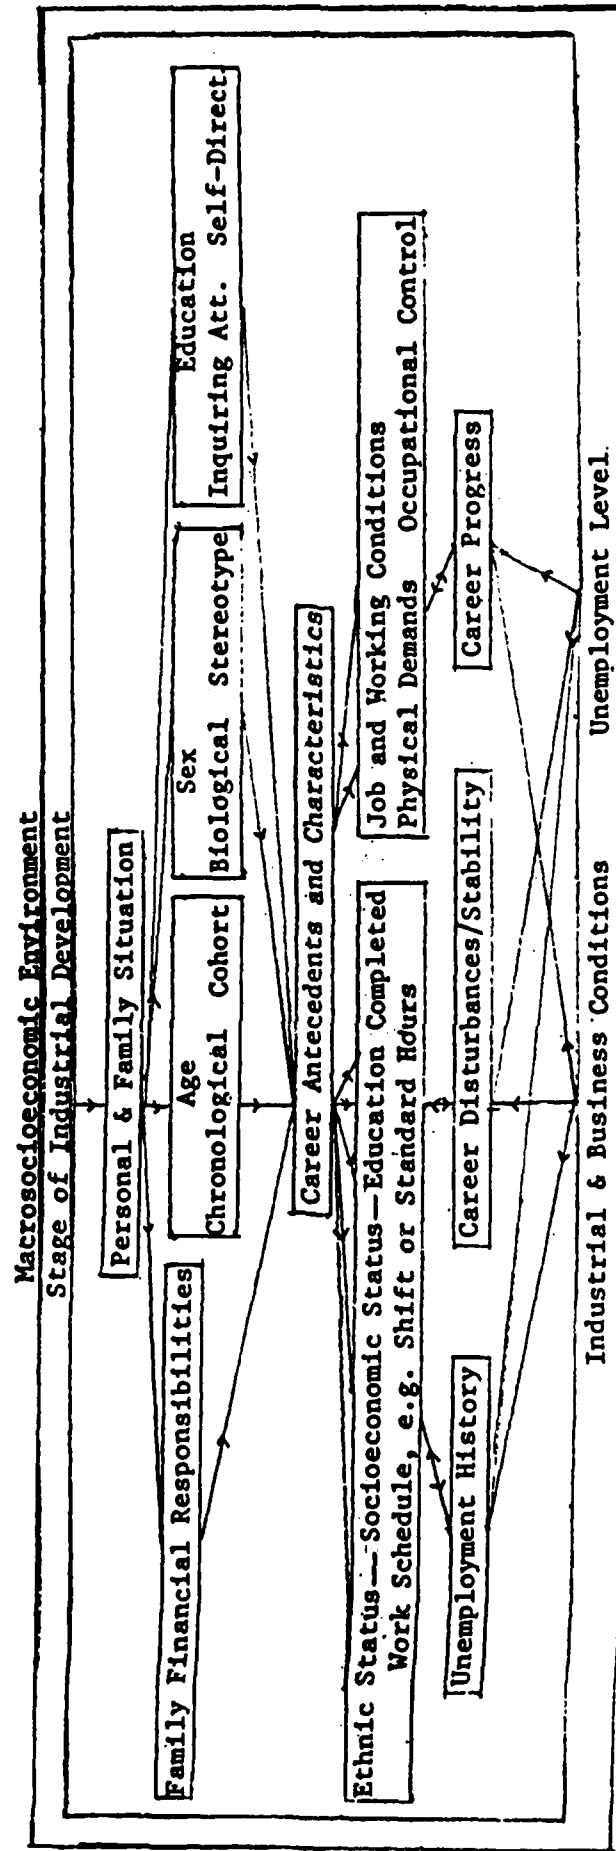 Macrosocioeconomic Environment
Stage of Industrial Development
Personal & Family Situation
Family Financial Responsibilities
Age
Chronological Cohort
Sex
Biological Stereotype
Education
Inquiring Att. Self-Direct.
Career Antecedents and Characteristics
Ethnic Status—Socioeconomic Status—Education Completed
Work Schedule, e.g. Shift or Standard Hours
Job and Working Conditions
Physical Demands Occupational Control
Unemployment History
Career Disturbances/Stability
Career Progress
Industrial & Business Conditions
Unemployment Level